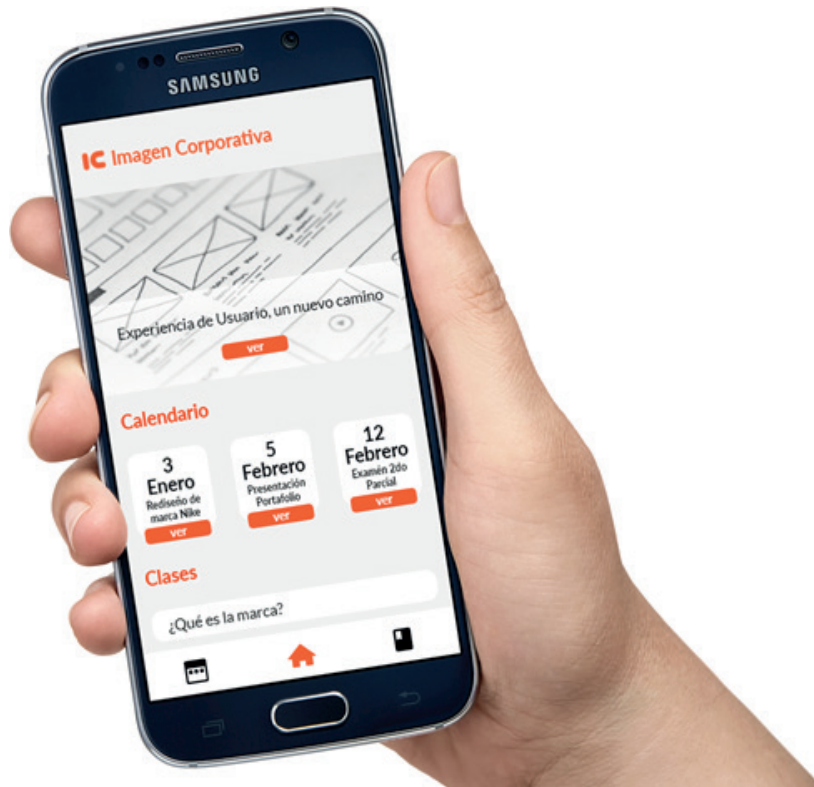 SAMSUNG
IC Imagen Corporativa
Experiencia de Usuario, un nuevo camino
ver
Calendario
3
Enero
Rediseño de
marca Nike
ver
5
Febrero
Presentación
Portafolio
ver
12
Febrero
Examén 2do
Parcial
ver
Clases
¿Qué es la marca?